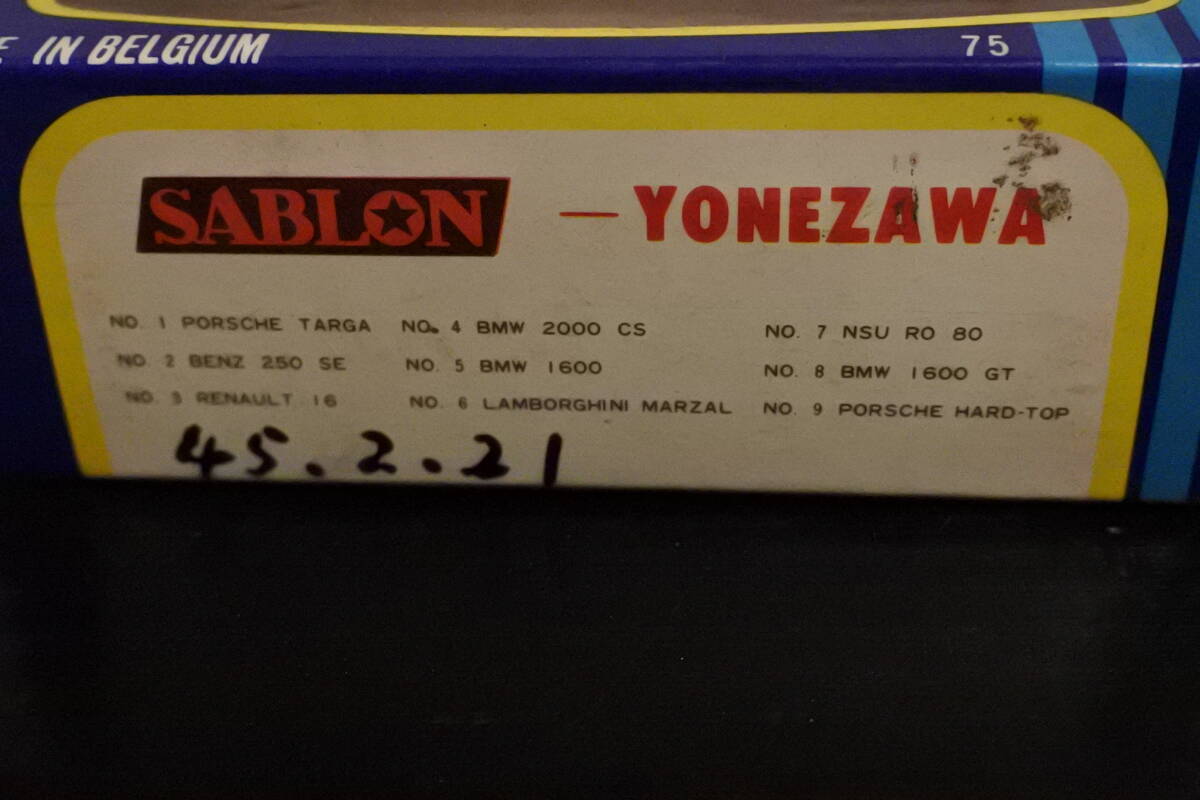 IN BELGIUM 75
SABLON — YONEZAWA
NO. 1 PORSCHE TARGA NO. 4 BMW 2000 CS NO. 7 NSU RO 80
NO. 2 BENZ 250 SE NO. 5 BMW 1600 NO. 8 BMW 1600 GT
NO. 3 RENAULT 16 NO. 6 LAMBORGHINI MARZAL NO. 9 PORSCHE HARD-TOP
45.2.21